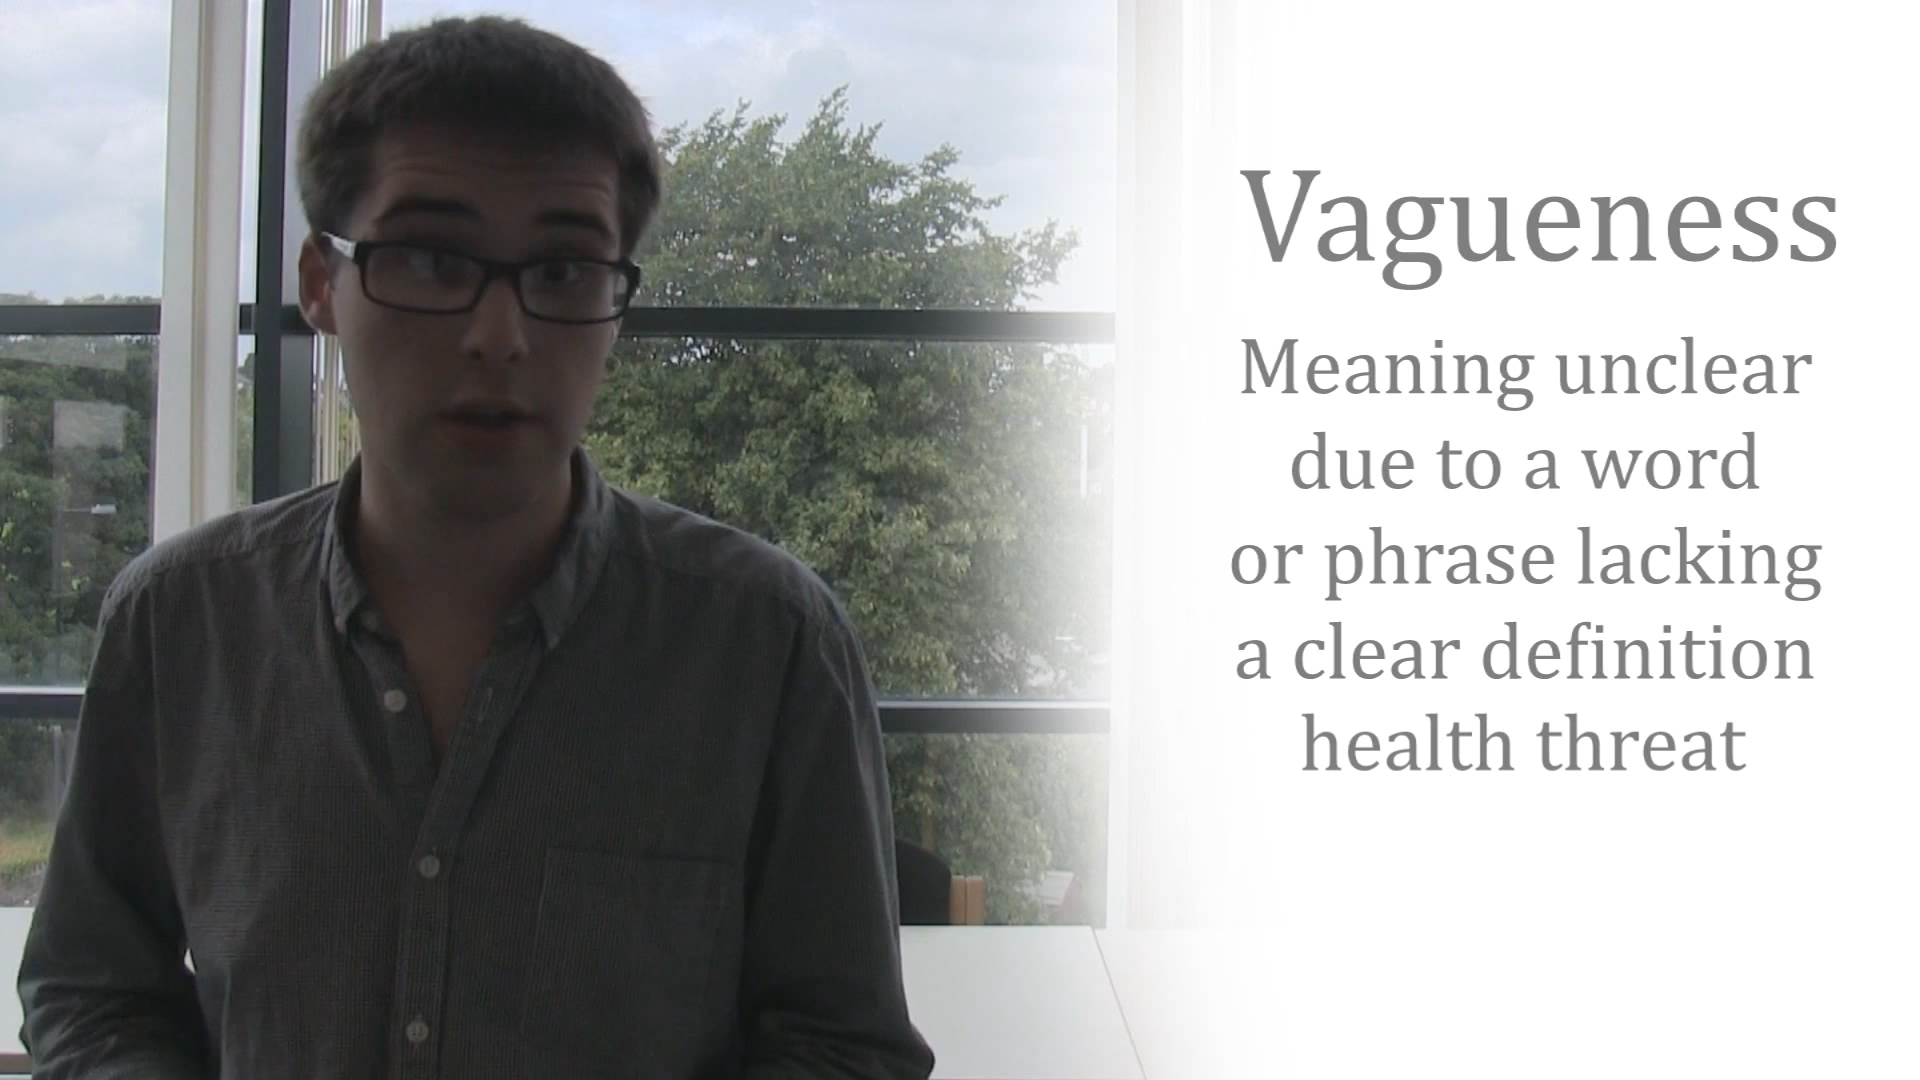 Vagueness
Meaning unclear
due to a word
or phrase lacking
a clear definition
health threat